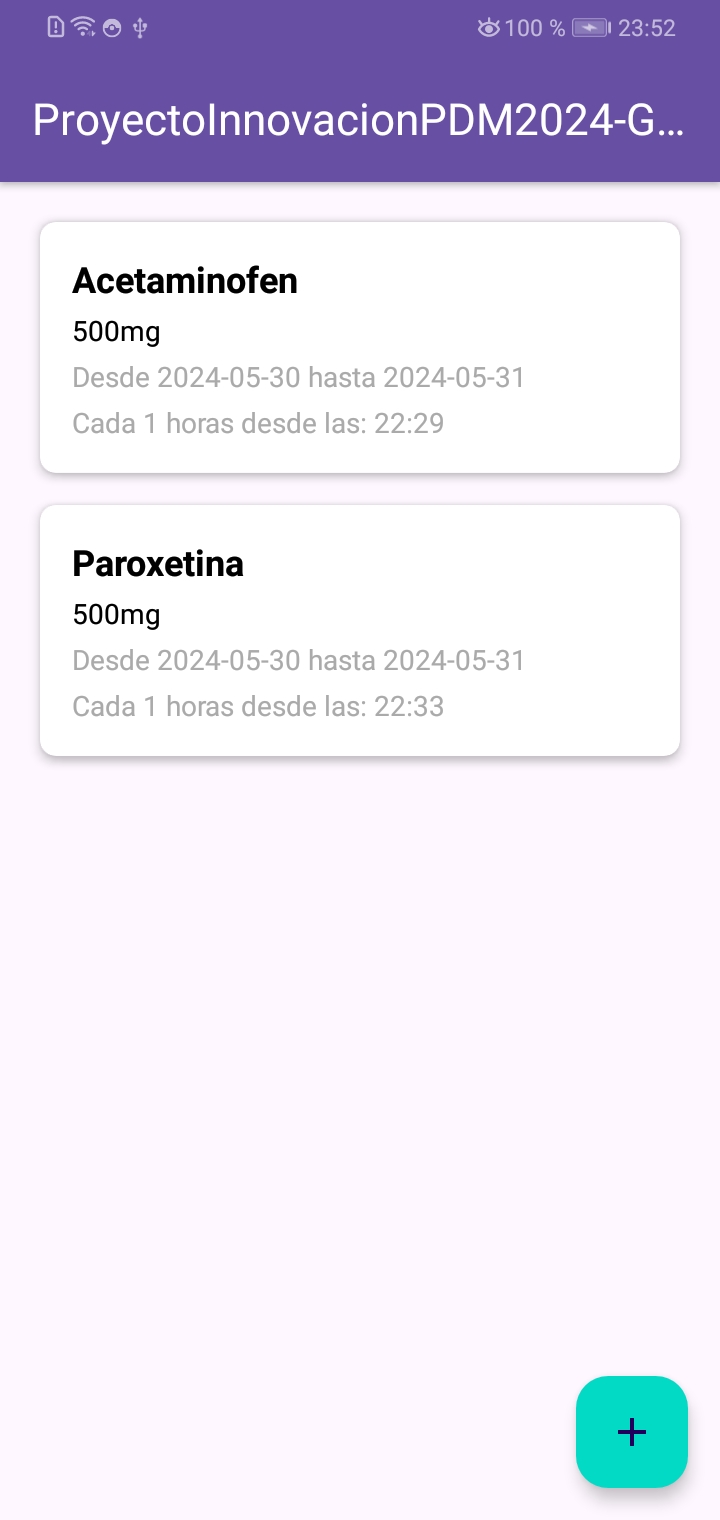 100 % 23:52
ProyectoInnovacionPDM2024-G...
Acetaminofen
500mg
Desde 2024-05-30 hasta 2024-05-31
Cada 1 horas desde las: 22:29
Paroxetina
500mg
Desde 2024-05-30 hasta 2024-05-31
Cada 1 horas desde las: 22:33
+